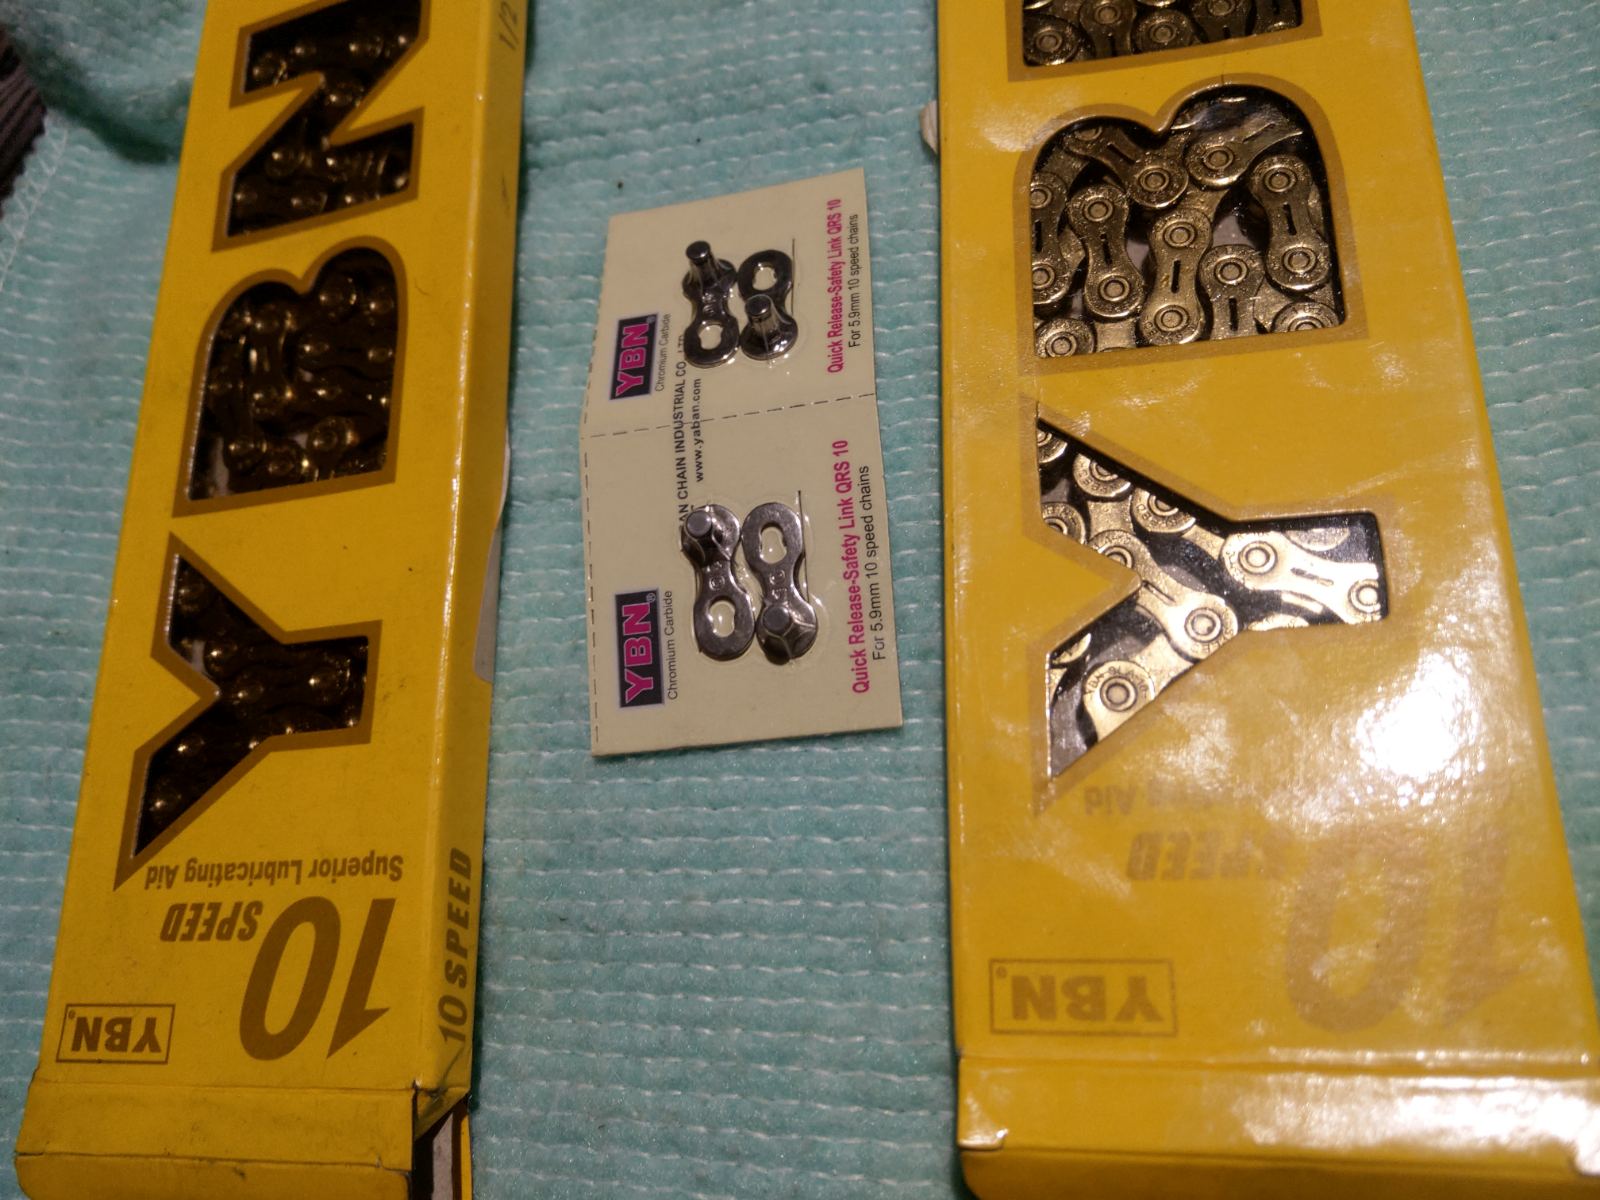 YBN
10
SPEED
Superior Lubricating Aid
YBN®
10 SPEED
1/2
YBN®
Chromium Carbide
Quick Release-Safety Link QRS 10
For 5.9mm 10 speed chains
CHAIN INDUSTRIAL CO., LTD.
www.yaban.com
YBN®
Chromium Carbide
Quick Release-Safety Link QRS 10
For 5.9mm 10 speed chains
YB
10
SPEED
Aid
YBN®